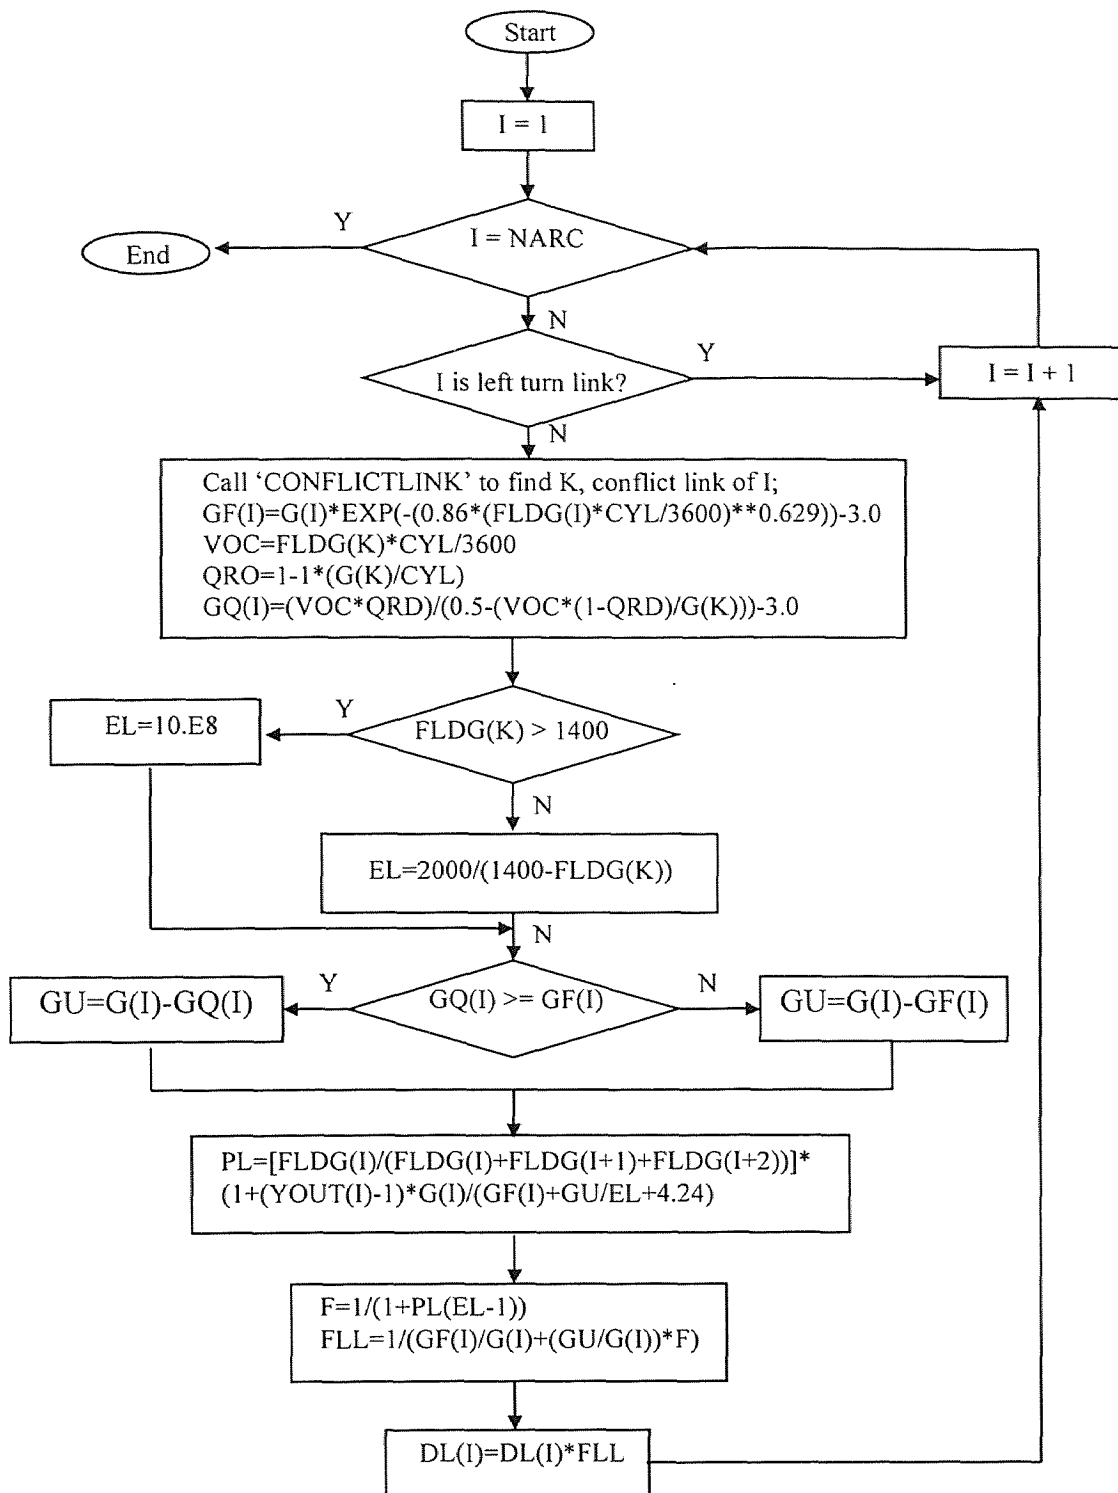 Start
I = 1
Y
I = NARC
End
N
Y
I is left turn link?
I = I + 1
N
Call ‘CONFLICTLINK’ to find K, conflict link of I;
GF(I)=G(I)*EXP(-(0.86*(FLDG(I)*CYL/3600)**0.629))-3.0
VOC=FLDG(K)*CYL/3600
QRO=1-1*(G(K)/CYL)
GQ(I)=(VOC*QRD)/(0.5-(VOC*(1-QRD)/G(K)))-3.0
EL=10.E8
Y
FLDG(K) > 1400
N
EL=2000/(1400-FLDG(K))
N
GU=G(I)-GQ(I)
Y
GQ(I) >= GF(I)
N
GU=G(I)-GF(I)
PL=[FLDG(I)/(FLDG(I)+FLDG(I+1)+FLDG(I+2))]*
(1+(YOUT(I)-1)*G(I)/(GF(I)+GU/EL+4.24)
F=1/(1+PL(EL-1))
FLL=1/(GF(I)/G(I)+(GU/G(I))*F)
DL(I)=DL(I)*FLL